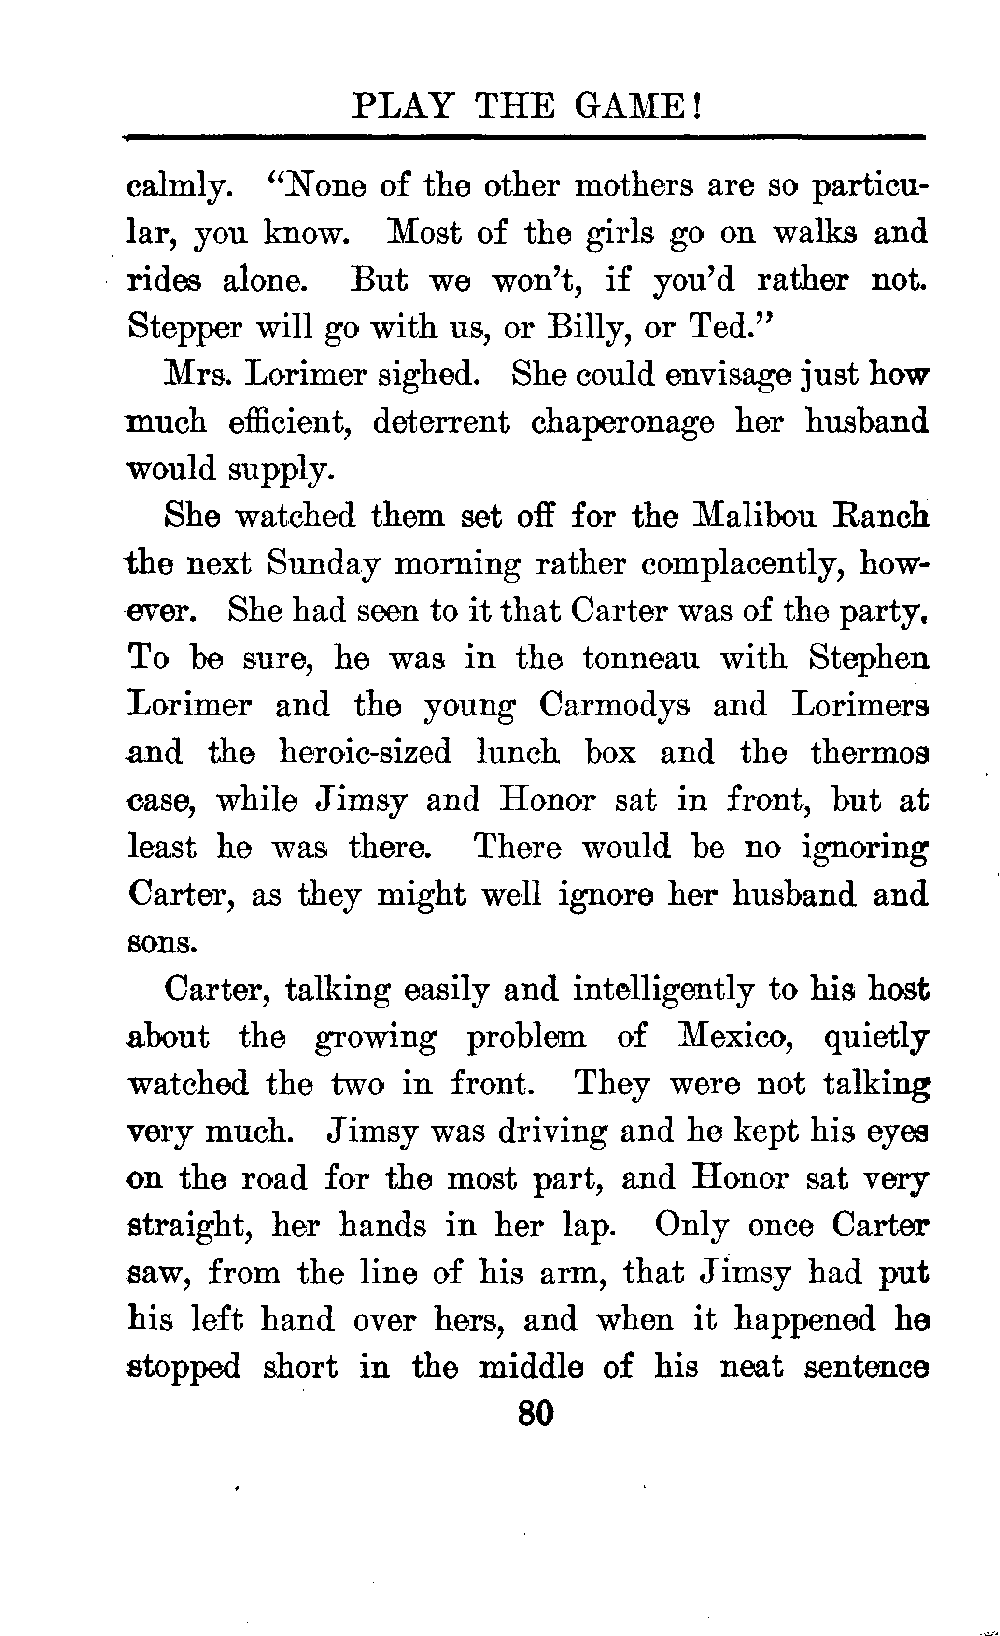 PLAY THE GAME!
calmly. “None of the other mothers are so particu-
lar, you know. Most of the girls go on walks and
rides alone. But we won’t, if you’d rather not.
Stepper will go with us, or Billy, or Ted.”
Mrs. Lorimer sighed. She could envisage just how
much efficient, deterrent chaperonage her husband
would supply.
She watched them set off for the Malibou Ranch
the next Sunday morning rather complacently, how-
ever. She had seen to it that Carter was of the party.
To be sure, he was in the tonneau with Stephen
Lorimer and the young Carmodys and Lorimers
and the heroic-sized lunch box and the thermos
case, while Jimsy and Honor sat in front, but at
least he was there. There would be no ignoring
Carter, as they might well ignore her husband and
sons.
Carter, talking easily and intelligently to his host
about the growing problem of Mexico, quietly
watched the two in front. They were not talking
very much. Jimsy was driving and he kept his eyes
on the road for the most part, and Honor sat very
straight, her hands in her lap. Only once Carter
saw, from the line of his arm, that Jimsy had put
his left hand over hers, and when it happened he
stopped short in the middle of his neat sentence
80